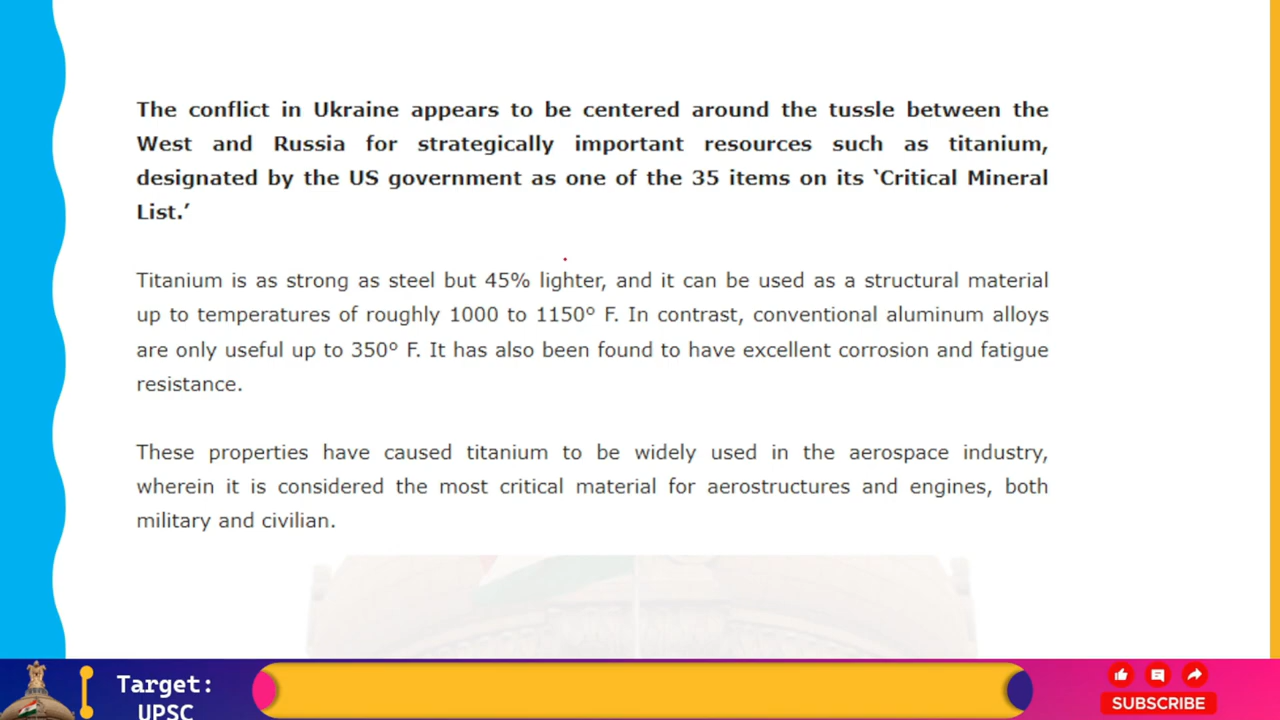 The conflict in Ukraine appears to be centered around the tussle between the
West and Russia for strategically important resources such as titanium,
designated by the US government as one of the 35 items on its ‘Critical Mineral
List.’
Titanium is as strong as steel but 45% lighter, and it can be used as a structural material
up to temperatures of roughly 1000 to 1150° F. In contrast, conventional aluminum alloys
are only useful up to 350° F. It has also been found to have excellent corrosion and fatigue
resistance.
These properties have caused titanium to be widely used in the aerospace industry,
wherein it is considered the most critical material for aerostructures and engines, both
military and civilian.
Target:
UPSC
SUBSCRIBE